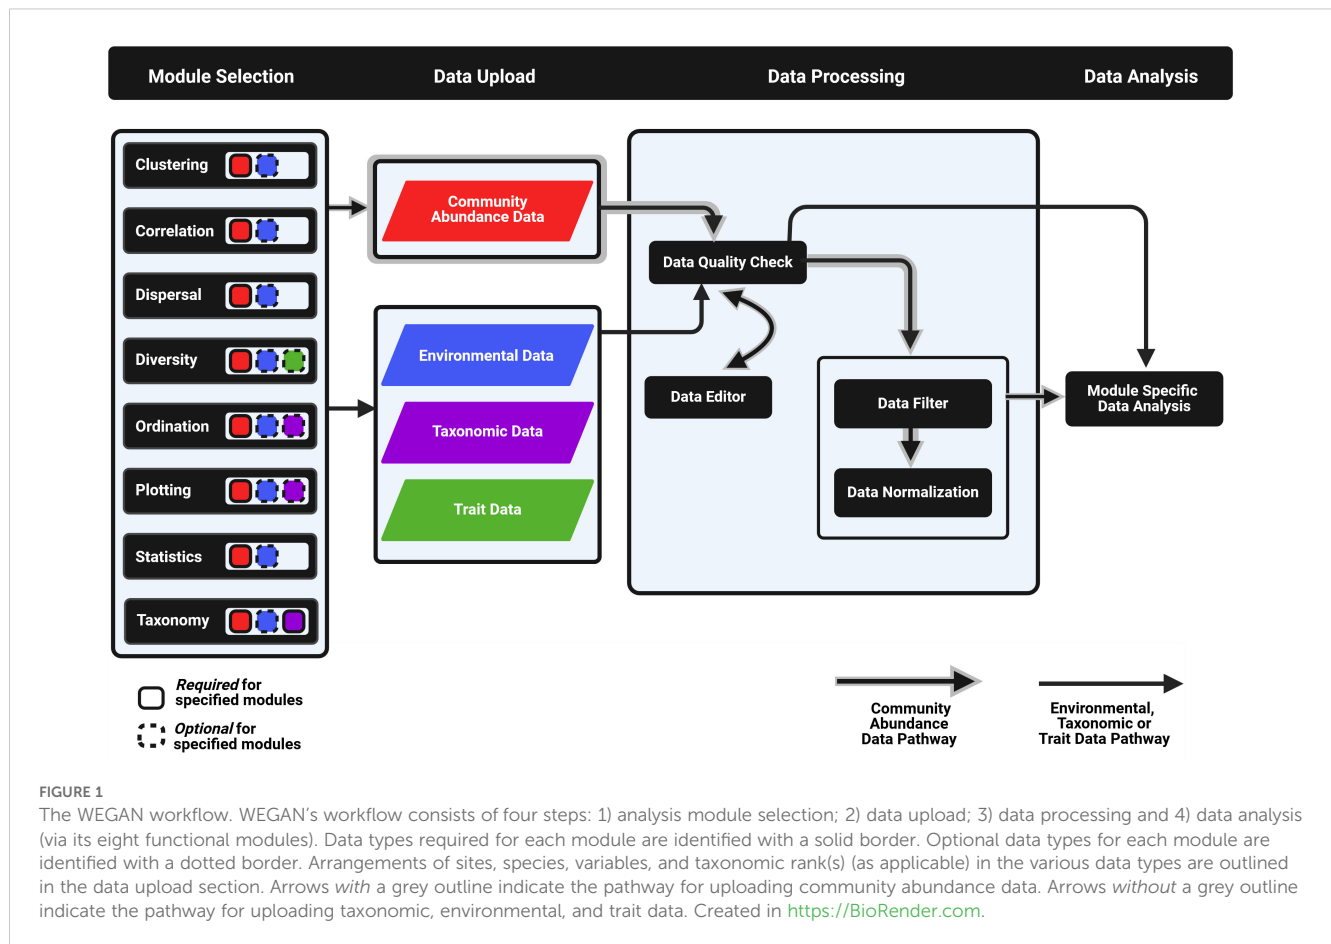 Module Selection
Data Upload
Data Processing
Data Analysis
Clustering
Correlation
Dispersal
Diversity
Ordination
Plotting
Statistics
Taxonomy
Required for
specified modules
Optional for
specified modules
Community
Abundance Data
Environmental Data
Taxonomic Data
Trait Data
Data Quality Check
Data Editor
Data Filter
Data Normalization
Module Specific
Data Analysis
Community
Abundance
Data Pathway
Environmental,
Taxonomic or
Trait Data Pathway
FIGURE 1
The WEGAN workflow. WEGAN's workflow consists of four steps: 1) analysis module selection; 2) data upload; 3) data processing and 4) data analysis
(via its eight functional modules). Data types required for each module are identified with a solid border. Optional data types for each module are
identified with a dotted border. Arrangements of sites, species, variables, and taxonomic rank(s) (as applicable) in the various data types are outlined
in the data upload section. Arrows with a grey outline indicate the pathway for uploading community abundance data. Arrows without a grey outline
indicate the pathway for uploading taxonomic, environmental, and trait data. Created in https://BioRender.com.